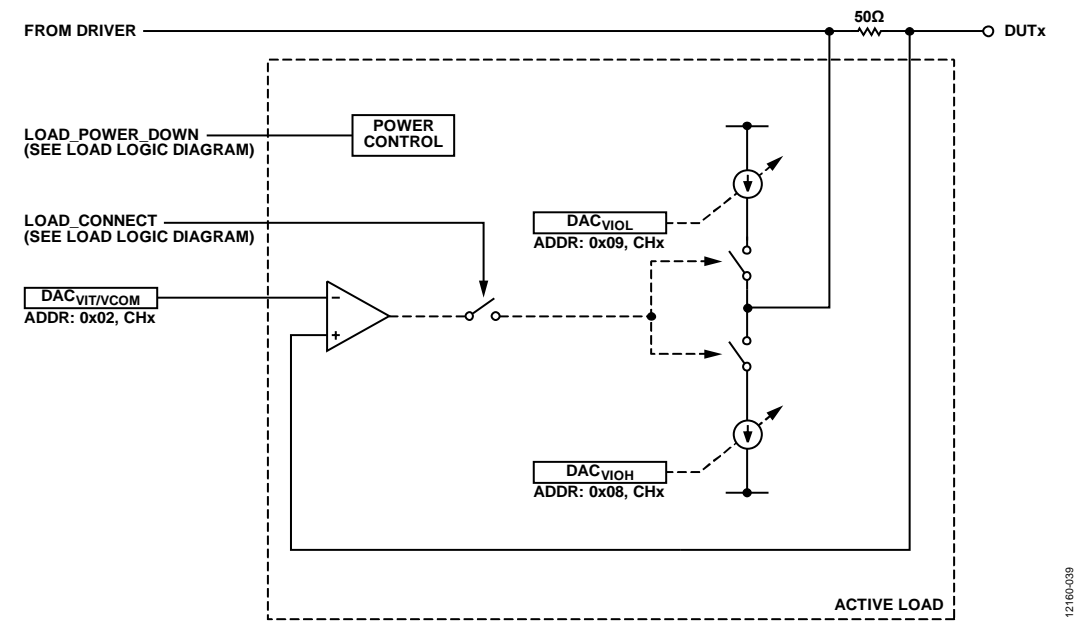 50Ω
FROM DRIVER
DUTx
LOAD_POWER_DOWN
(SEE LOAD LOGIC DIAGRAM)
POWER
CONTROL
LOAD_CONNECT
(SEE LOAD LOGIC DIAGRAM)
DACVIOL
ADDR: 0x09, CHx
DACVIT/VCOM
ADDR: 0x02, CHx
–
+
DACVIOH
ADDR: 0x08, CHx
ACTIVE LOAD
12160-039